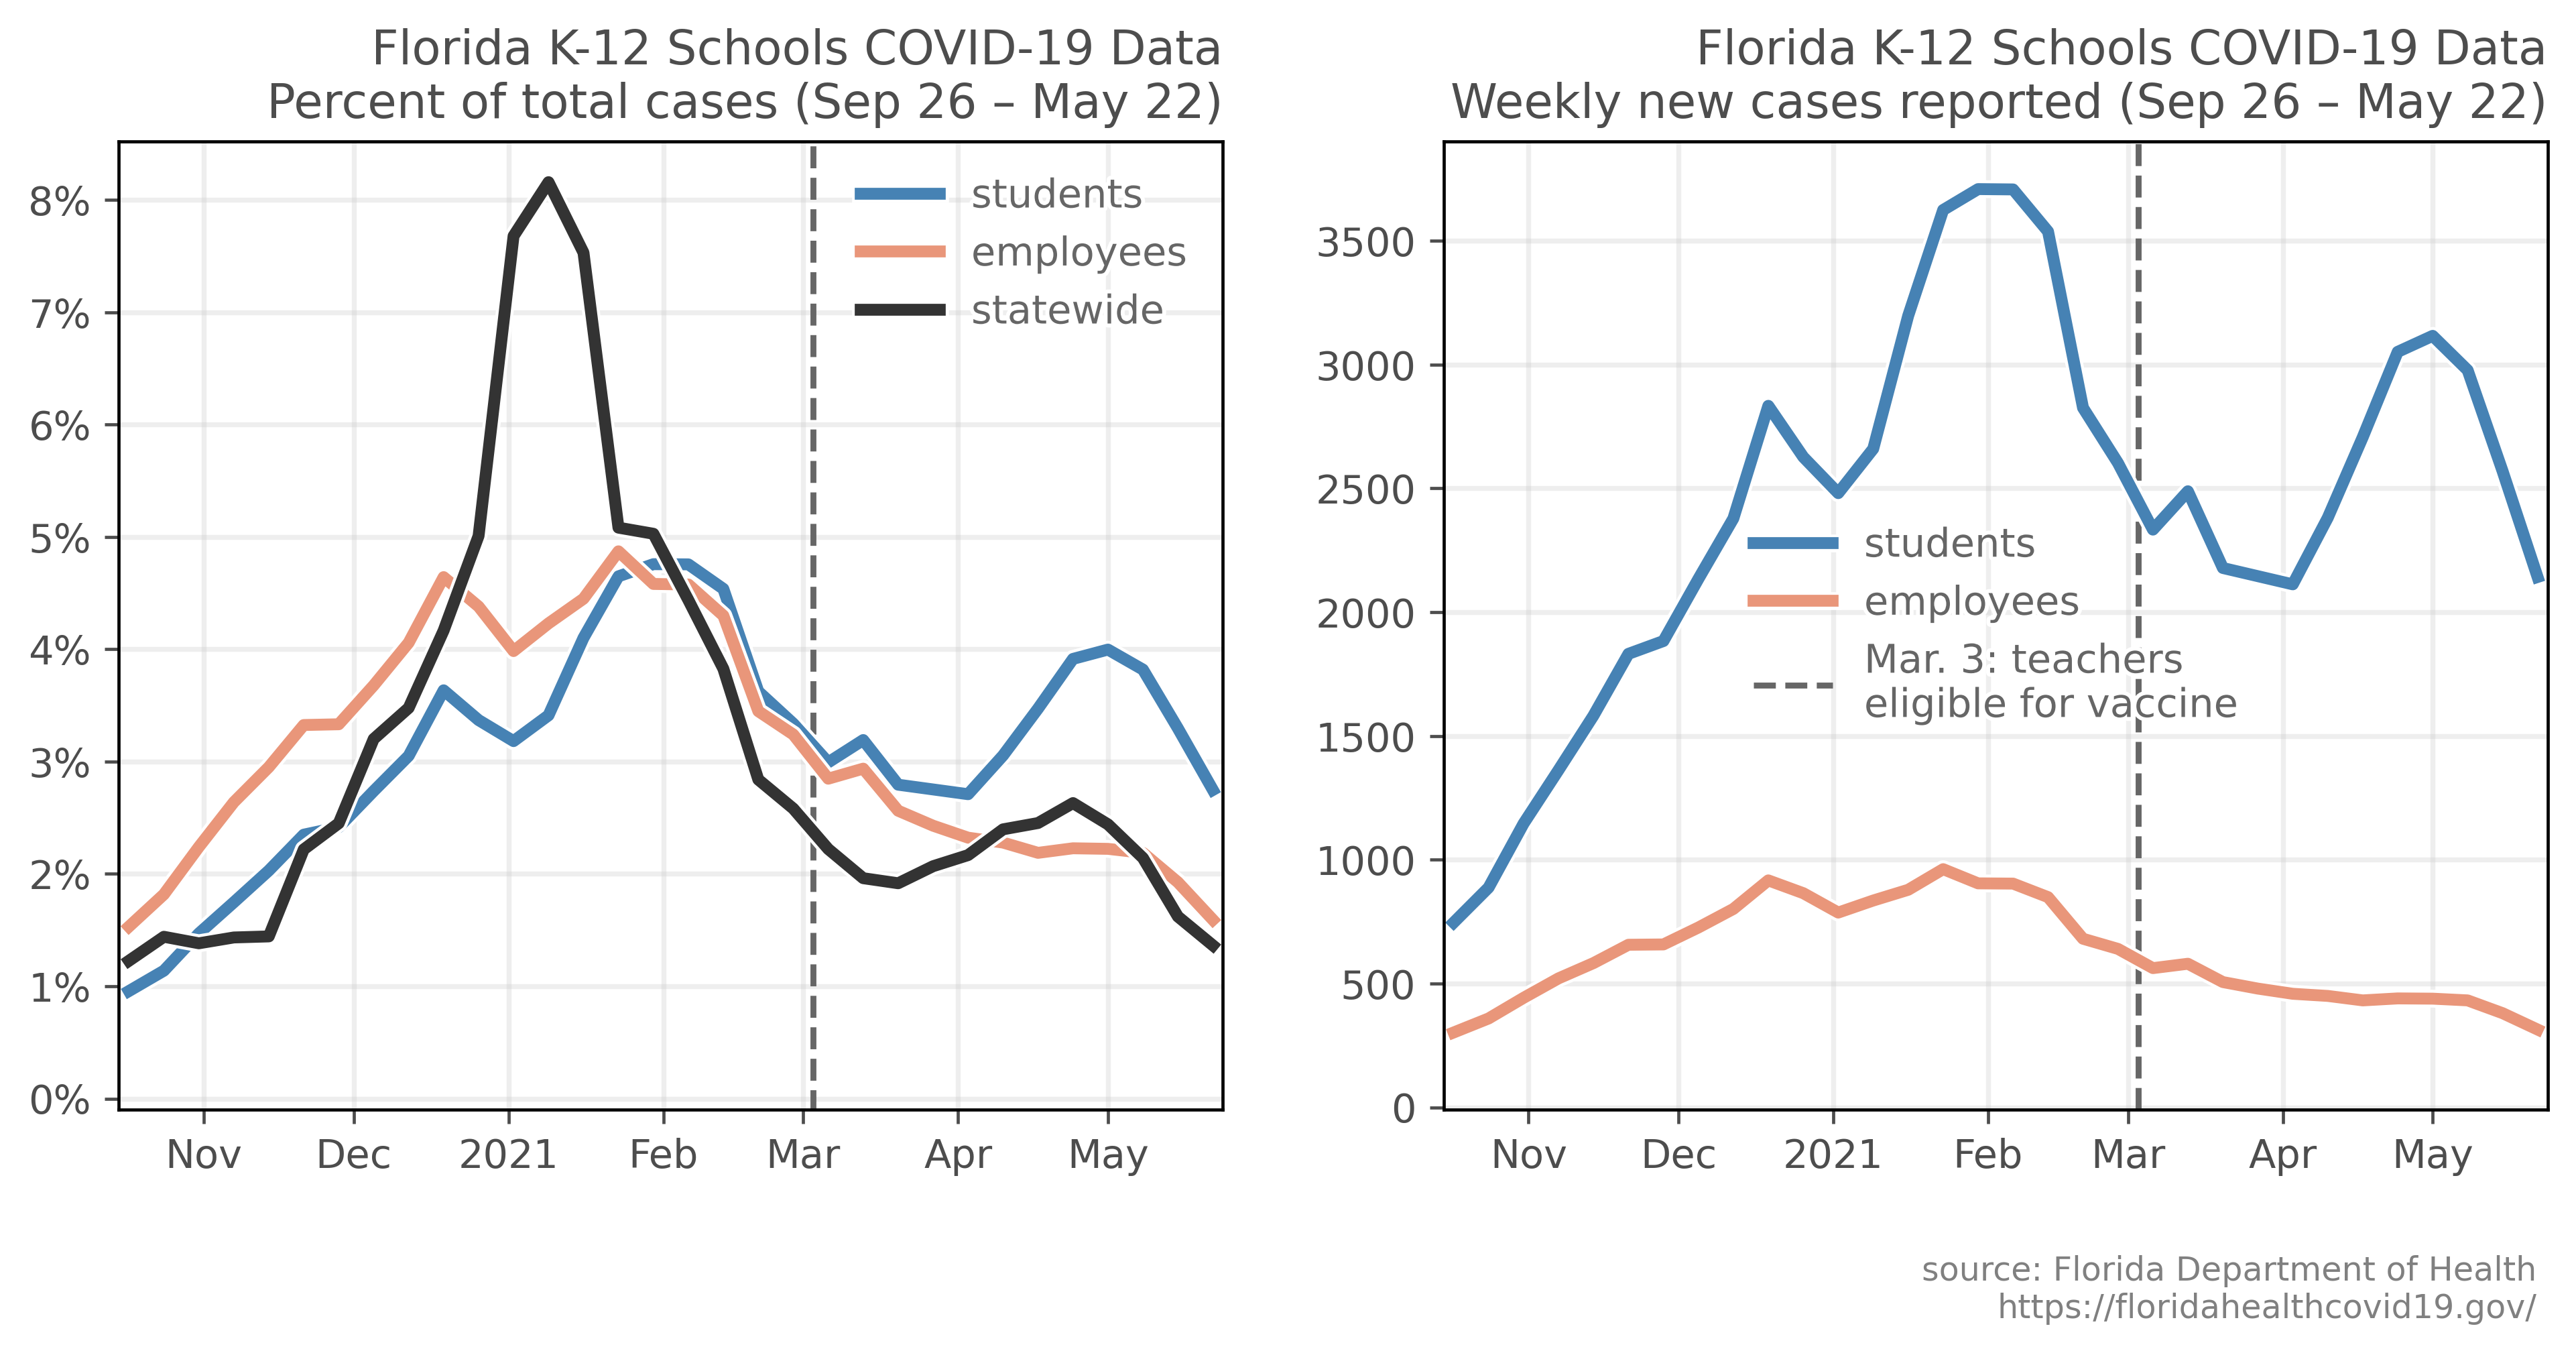 Florida K-12 Schools COVID-19 Data
Percent of total cases (Sep 26 – May 22)
8%
7%
6%
5%
4%
3%
2%
1%
0%
students
employees
statewide
Nov
Dec
2021
Feb
Mar
Apr
May
Florida K-12 Schools COVID-19 Data
Weekly new cases reported (Sep 26 – May 22)
3500
3000
2500
2000
1500
1000
500
0
students
employees
Mar. 3: teachers
eligible for vaccine
Nov
Dec
2021
Feb
Mar
Apr
May
source: Florida Department of Health
https://floridahealthcovid19.gov/